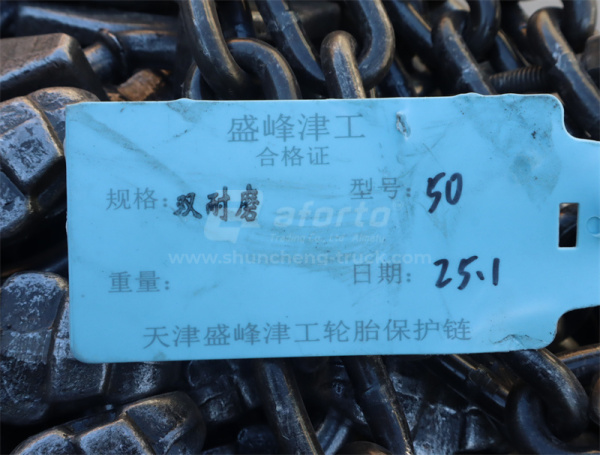 盛峰津工
合格证
规格: 双耐磨 型号: 50
aforto
www.shuncheng-truck.com
重量: 日期: 25.1
天津盛峰津工轮胎保护链